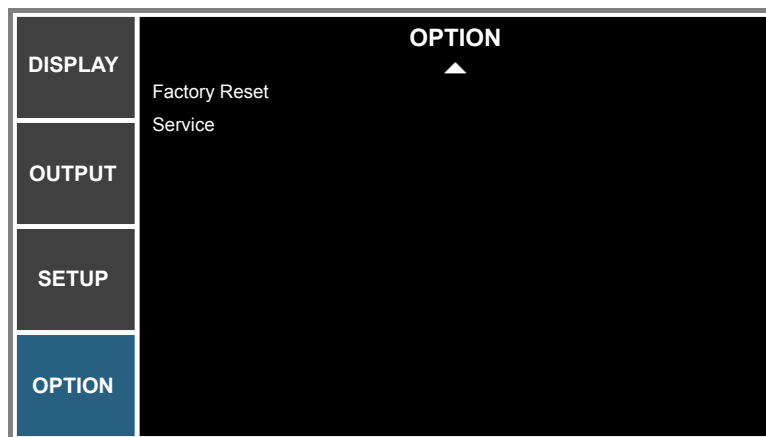 DISPLAY
OUTPUT
SETUP
OPTION
OPTION
Factory Reset
Service